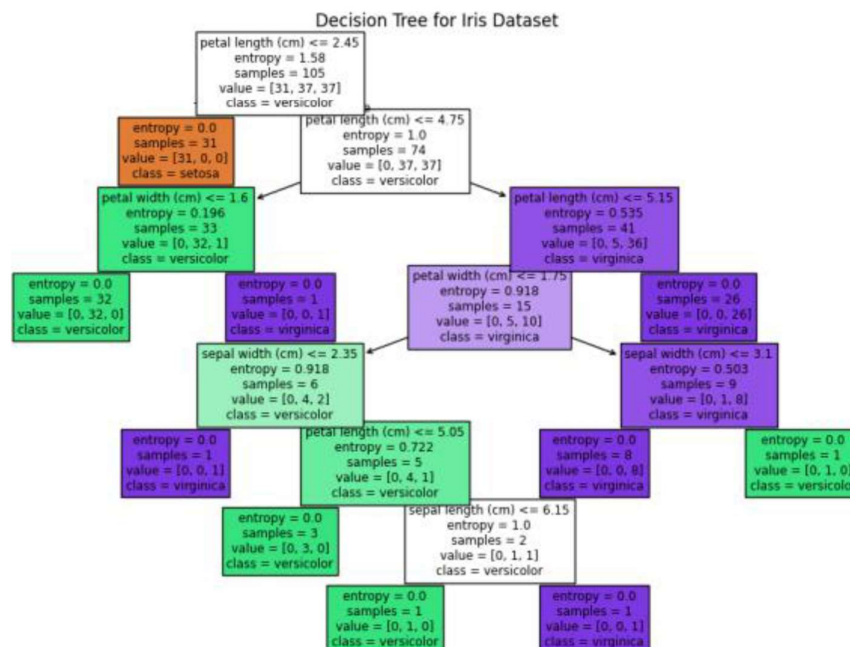 Decision Tree for Iris Dataset
petal length (cm) <= 2.45
entropy = 1.58
samples = 105
value = [31, 37, 37]
class = versicolor
entropy = 0.0
samples = 31
value = [31, 0, 0]
class = setosa
petal length (cm) <= 4.75
entropy = 1.0
samples = 74
value = [0, 37, 37]
class = versicolor
petal width (cm) <= 1.6
entropy = 0.196
samples = 33
value = [0, 32, 1]
class = versicolor
petal length (cm) <= 5.15
entropy = 0.535
samples = 41
value = [0, 5, 36]
class = virginica
entropy = 0.0
samples = 32
value = [0, 32, 0]
class = versicolor
entropy = 0.0
samples = 1
value = [0, 0, 1]
class = virginica
petal width (cm) <= 1.75
entropy = 0.918
samples = 15
value = [0, 5, 10]
class = virginica
entropy = 0.0
samples = 26
value = [0, 0, 26]
class = virginica
sepal width (cm) <= 2.35
entropy = 0.918
samples = 6
value = [0, 4, 2]
class = versicolor
sepal width (cm) <= 3.1
entropy = 0.503
samples = 9
value = [0, 1, 8]
class = virginica
entropy = 0.0
samples = 1
value = [0, 0, 1]
class = virginica
petal length (cm) <= 5.05
entropy = 0.722
samples = 5
value = [0, 4, 1]
class = versicolor
entropy = 0.0
samples = 8
value = [0, 0, 8]
class = virginica
entropy = 0.0
samples = 1
value = [0, 1, 0]
class = versicolo
entropy = 0.0
samples = 3
value = [0, 3, 0]
class = versicolor
sepal length (cm) <= 6.15
entropy = 1.0
samples = 2
value = [0, 1, 1]
class = versicolor
entropy = 0.0
samples = 1
value = [0, 1, 0]
class = versicolor
entropy = 0.0
samples = 1
value = [0, 0, 1]
class = virginica